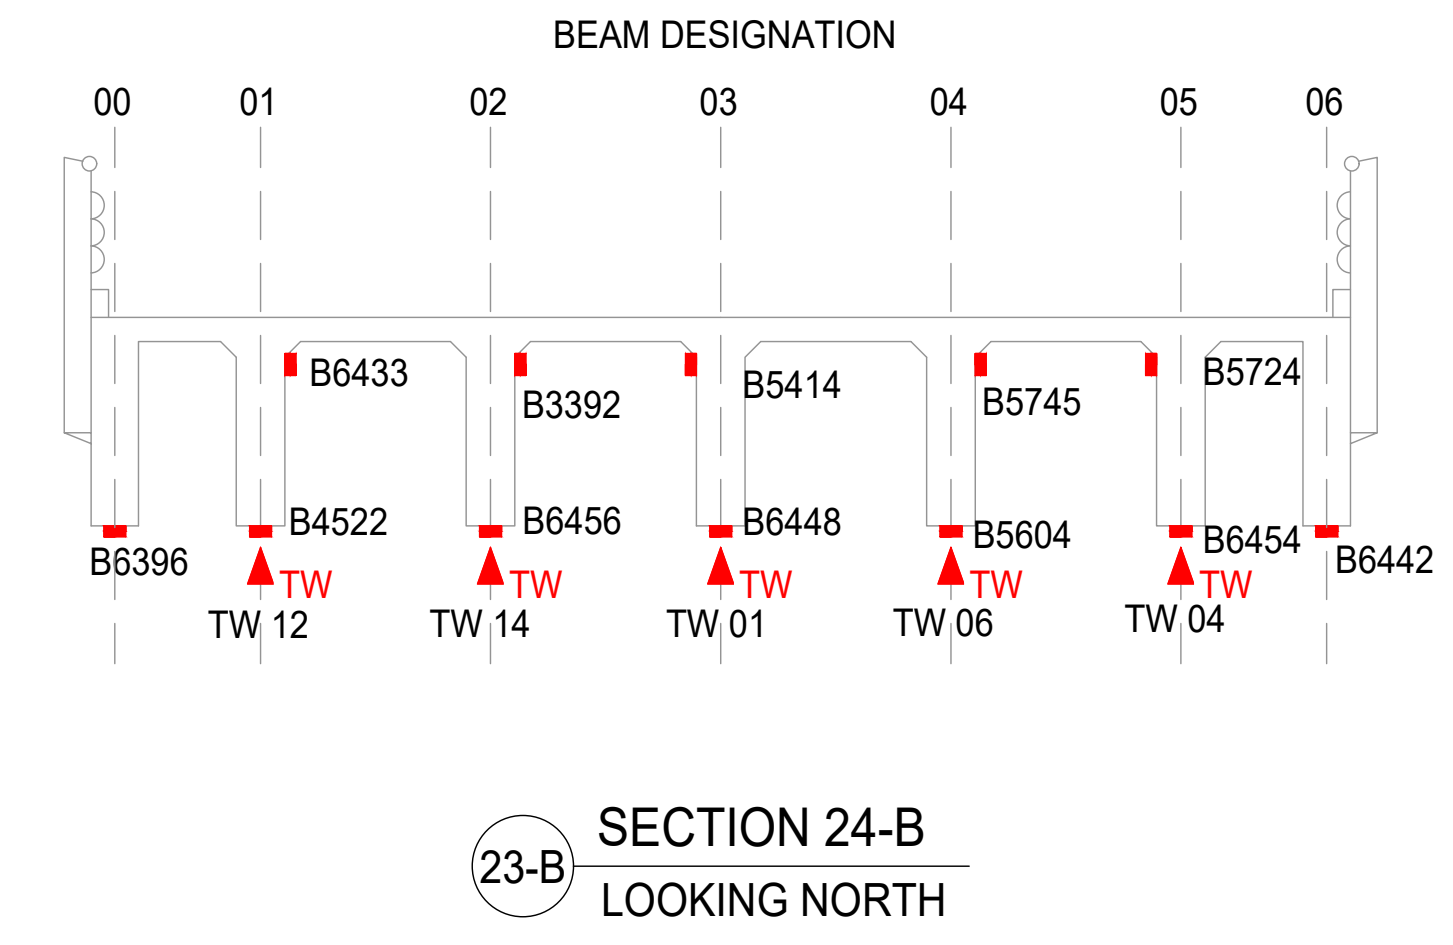 BEAM DESIGNATION
00 01 02 03 04 05 06
B6433 B3392 B5414 B5745 B5724
B6396 B4522 B6456 B6448 B5604 B6454 B6442
TW TW TW TW TW
TW 12 TW 14 TW 01 TW 06 TW 04
23-B
SECTION 24-B
LOOKING NORTH